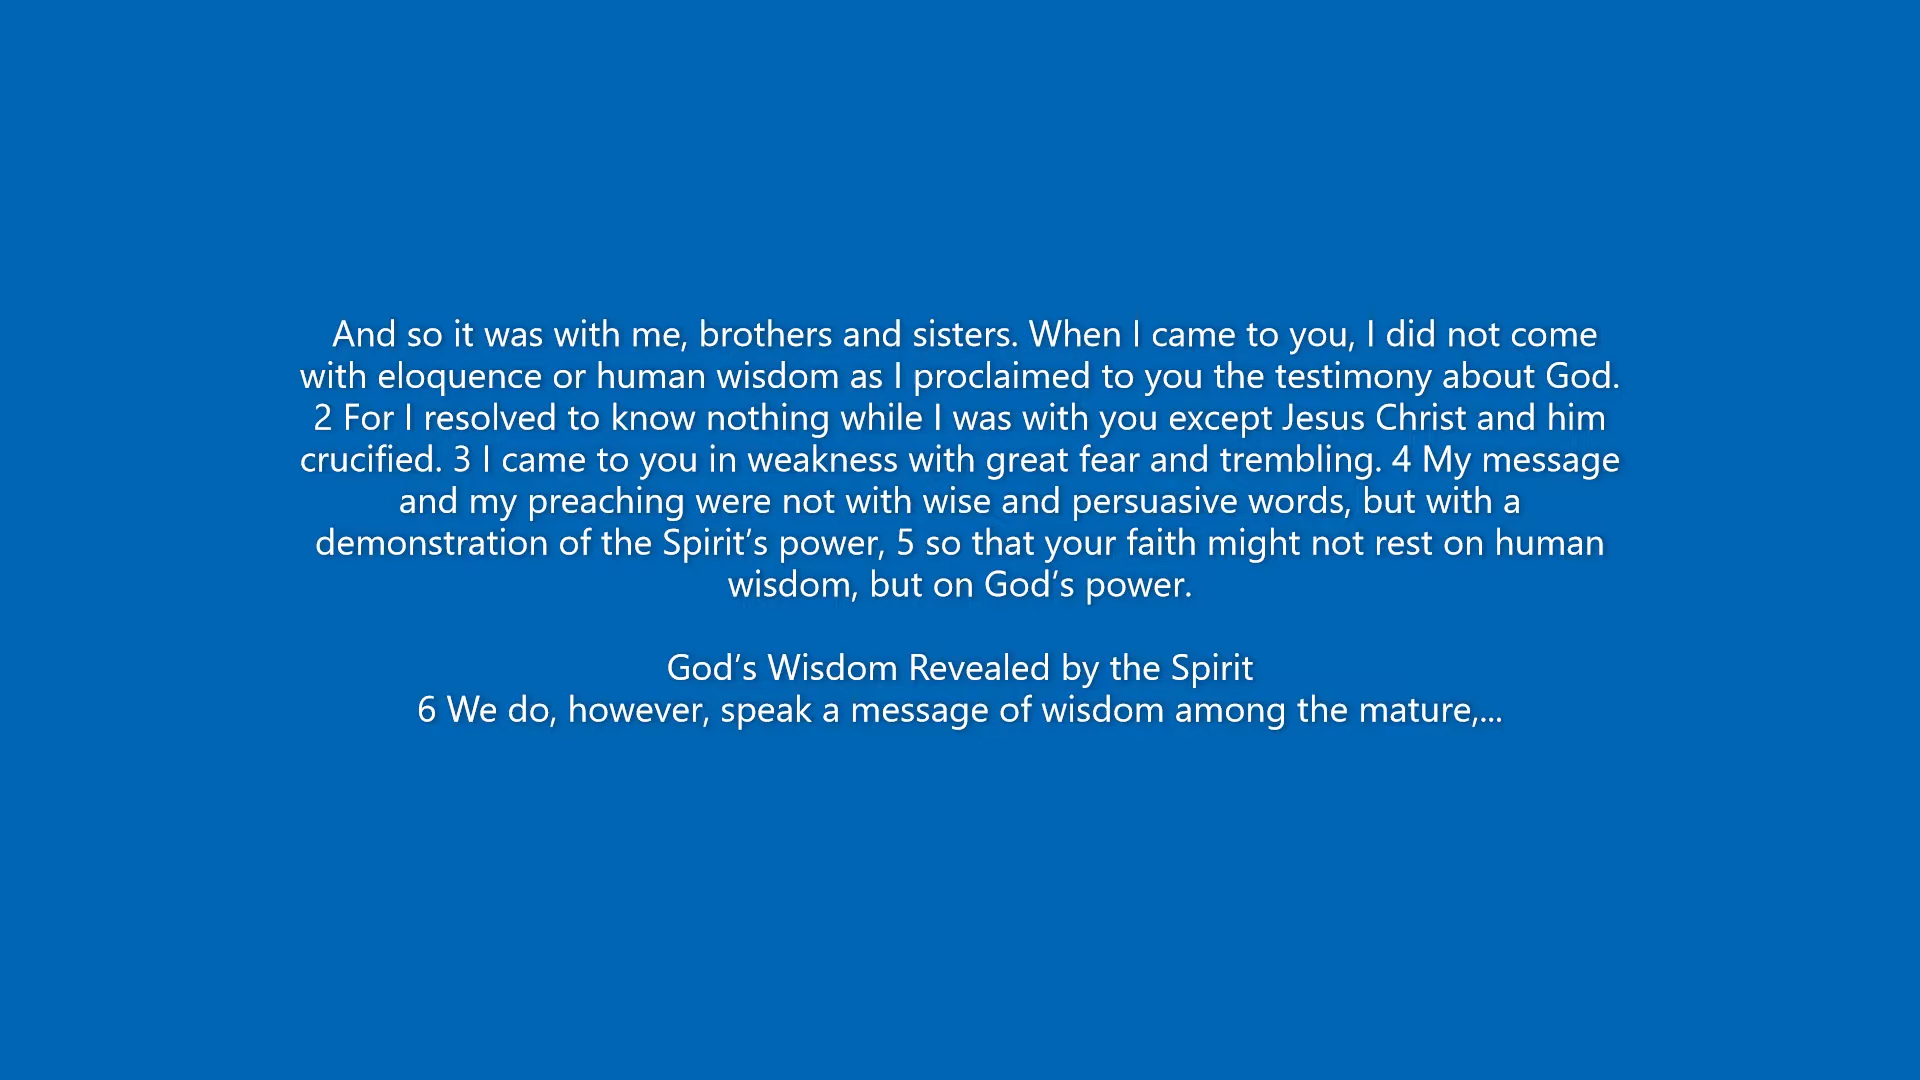 And so it was with me, brothers and sisters. When I came to you, I did not come
with eloquence or human wisdom as I proclaimed to you the testimony about God.
2 For I resolved to know nothing while I was with you except Jesus Christ and him
crucified. 3 I came to you in weakness with great fear and trembling. 4 My message
and my preaching were not with wise and persuasive words, but with a
demonstration of the Spirit’s power, 5 so that your faith might not rest on human
wisdom, but on God’s power.
God’s Wisdom Revealed by the Spirit
6 We do, however, speak a message of wisdom among the mature,...